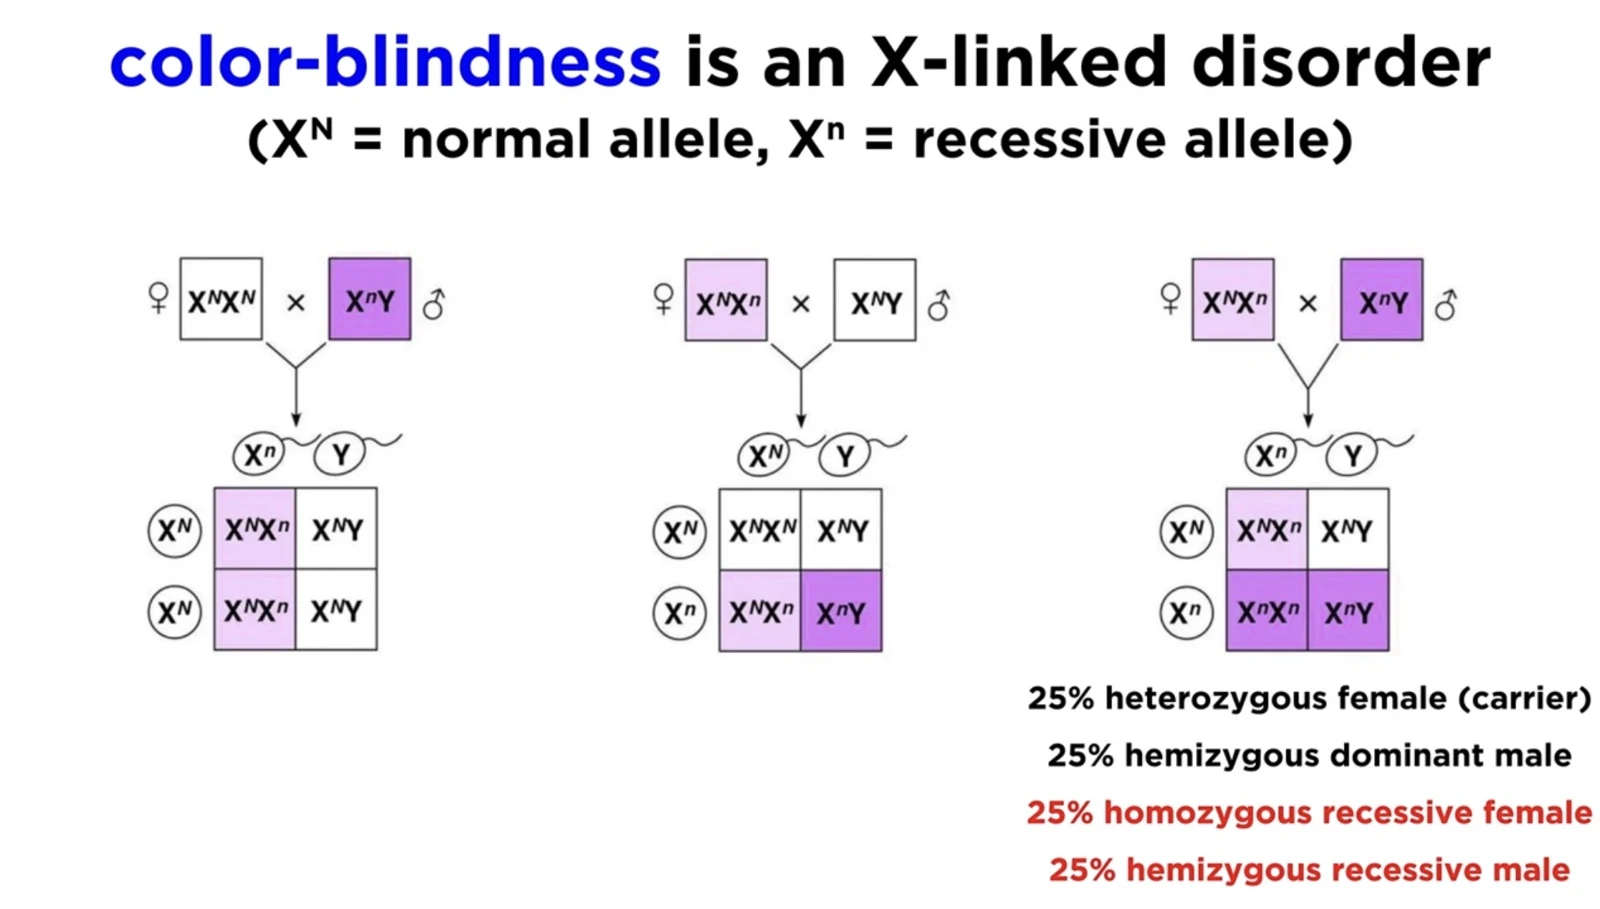 color-blindness is an X-linked disorder
(Xᴺ = normal allele, Xⁿ = recessive allele)
♀ XᴺXᴺ × XⁿY ♂
Xⁿ Y
Xᴺ XᴺXⁿ XᴺY
Xᴺ XᴺXⁿ XᴺY
♀ XᴺXⁿ × XᴺY ♂
Xᴺ Y
Xᴺ XᴺXᴺ XᴺY
Xⁿ XᴺXⁿ XⁿY
♀ XᴺXⁿ × XⁿY ♂
Xⁿ Y
Xᴺ XᴺXⁿ XᴺY
Xⁿ XⁿXⁿ XⁿY
25% heterozygous female (carrier)
25% hemizygous dominant male
25% homozygous recessive female
25% hemizygous recessive male